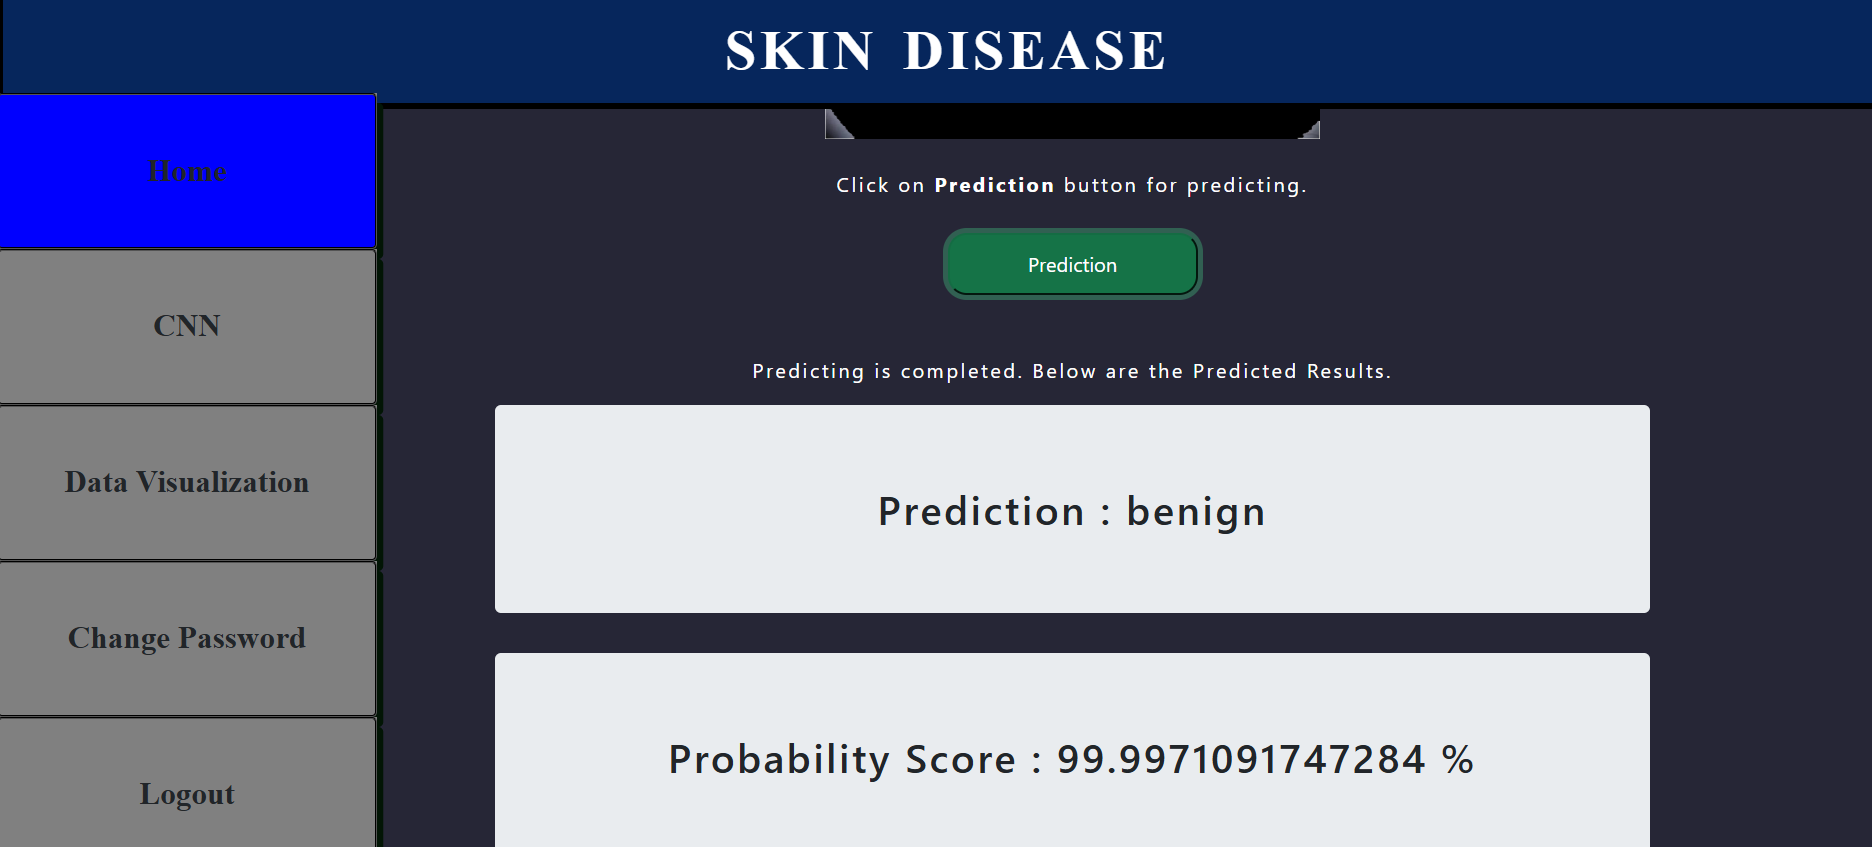 SKIN DISEASE
Home
CNN
Data Visualization
Change Password
Logout
Click on Prediction button for predicting.
Prediction
Predicting is completed. Below are the Predicted Results.
Prediction : benign
Probability Score : 99.9971091747284 %